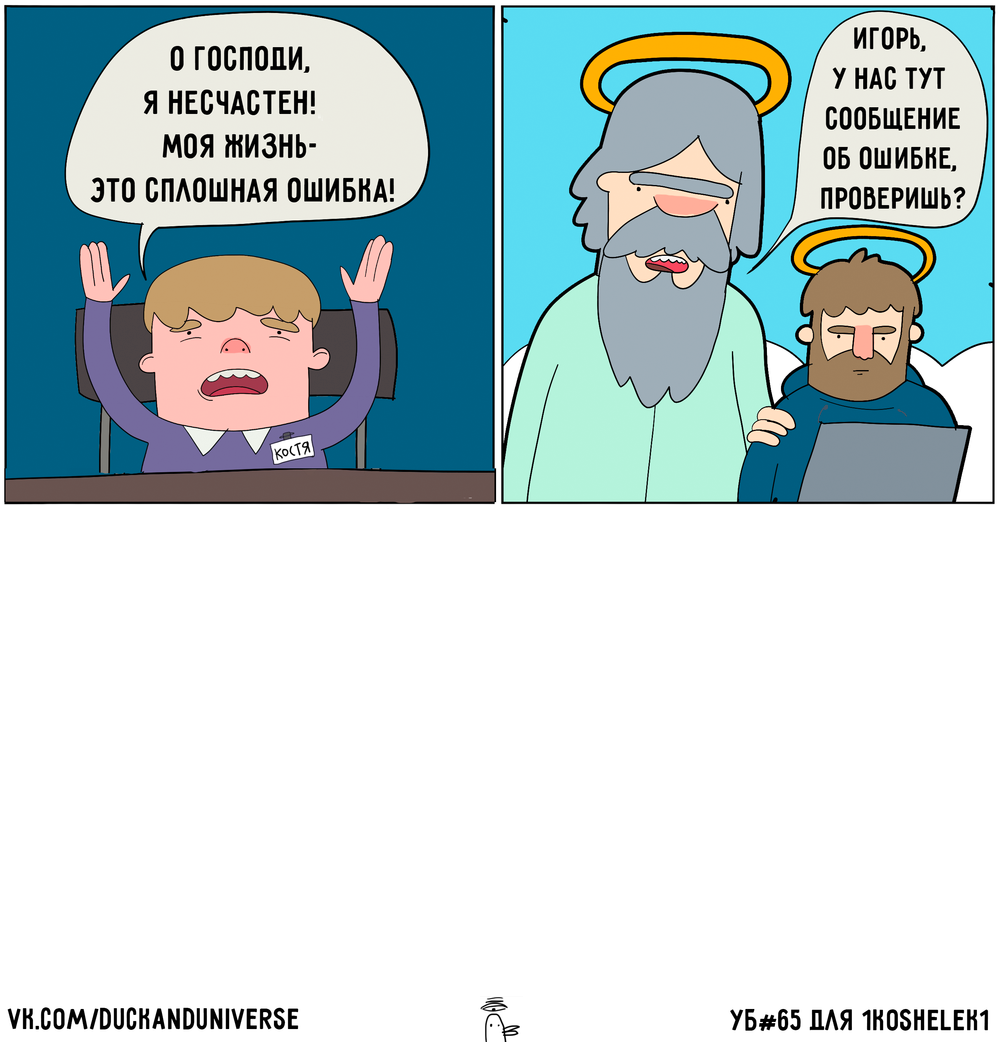 О ГОСПОДИ,
Я НЕСЧАСТЕН!
МОЯ ЖИЗНЬ-
ЭТО СПЛОШНАЯ ОШИБКА!
КОСТЯ
ИГОРЬ,
У НАС ТУТ
СООБЩЕНИЕ
ОБ ОШИБКЕ,
ПРОВЕРИШЬ?
VK.COM/DUCKANDUNIVERSE
УБ#65 ДЛЯ 1KOSHELEK1